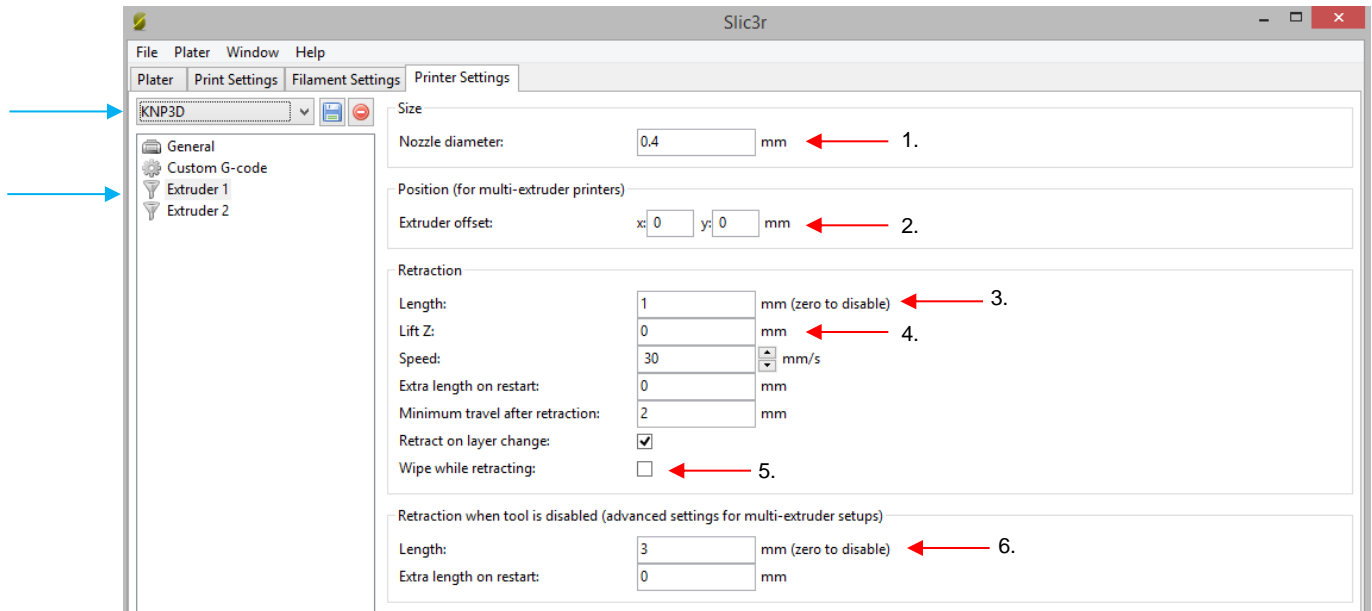 Slic3r
File Plater Window Help
Plater Print Settings Filament Settings Printer Settings
KNP3D
General
Custom G-code
Extruder 1
Extruder 2
Size
Nozzle diameter: 0.4 mm 1.
Position (for multi-extruder printers)
Extruder offset: x: 0 y: 0 mm 2.
Retraction
Length: 1 mm (zero to disable) 3.
Lift Z: 0 mm 4.
Speed: 30 mm/s
Extra length on restart: 0 mm
Minimum travel after retraction: 2 mm
Retract on layer change:
Wipe while retracting: 5.
Retraction when tool is disabled (advanced settings for multi-extruder setups)
Length: 3 mm (zero to disable) 6.
Extra length on restart: 0 mm